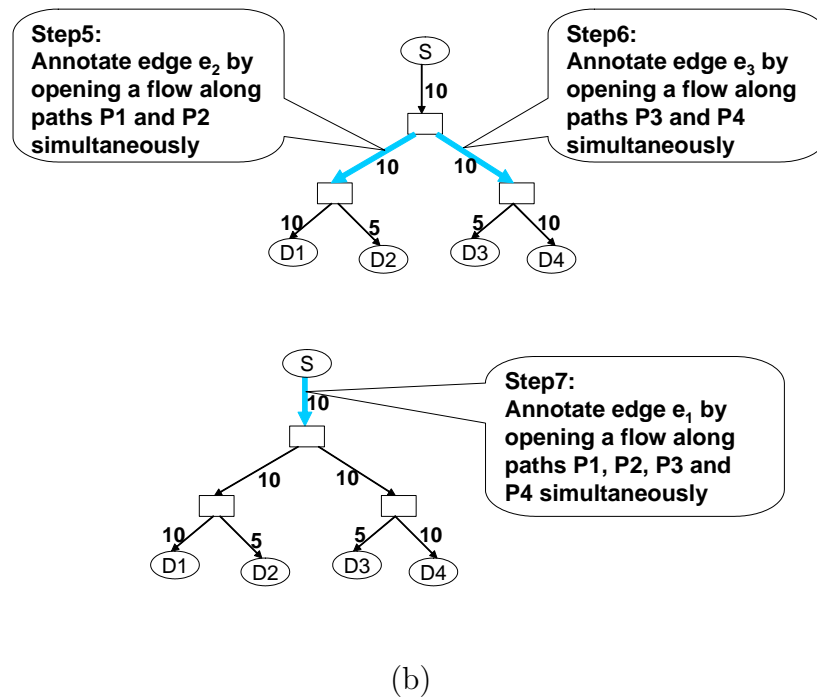 Step5:
Annotate edge e₂ by
opening a flow along
paths P1 and P2
simultaneously
S
Step6:
Annotate edge e₃ by
opening a flow along
paths P3 and P4
simultaneously
10
10
10
10
5
5
10
D1
D2
D3
D4
S
10
Step7:
Annotate edge e₁ by
opening a flow along
paths P1, P2, P3 and
P4 simultaneously
10
10
10
5
5
10
D1
D2
D3
D4
(b)